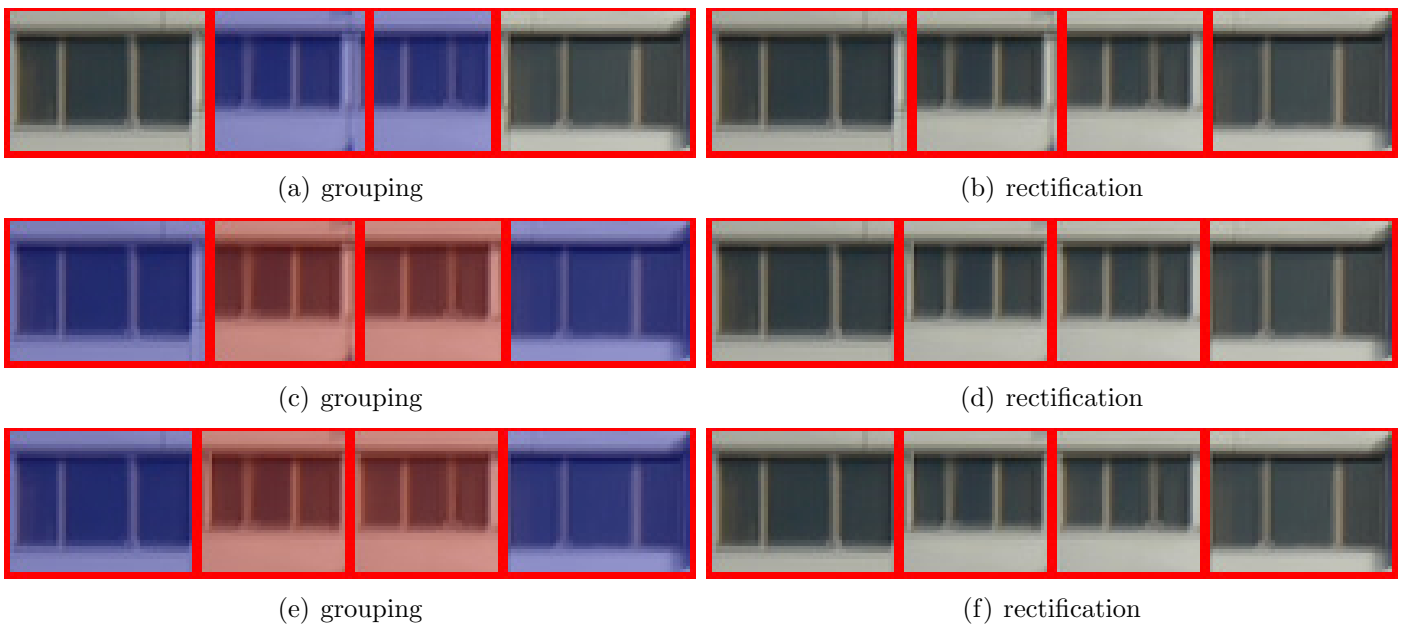 (a) grouping
(b) rectification
(c) grouping
(d) rectification
(e) grouping
(f) rectification